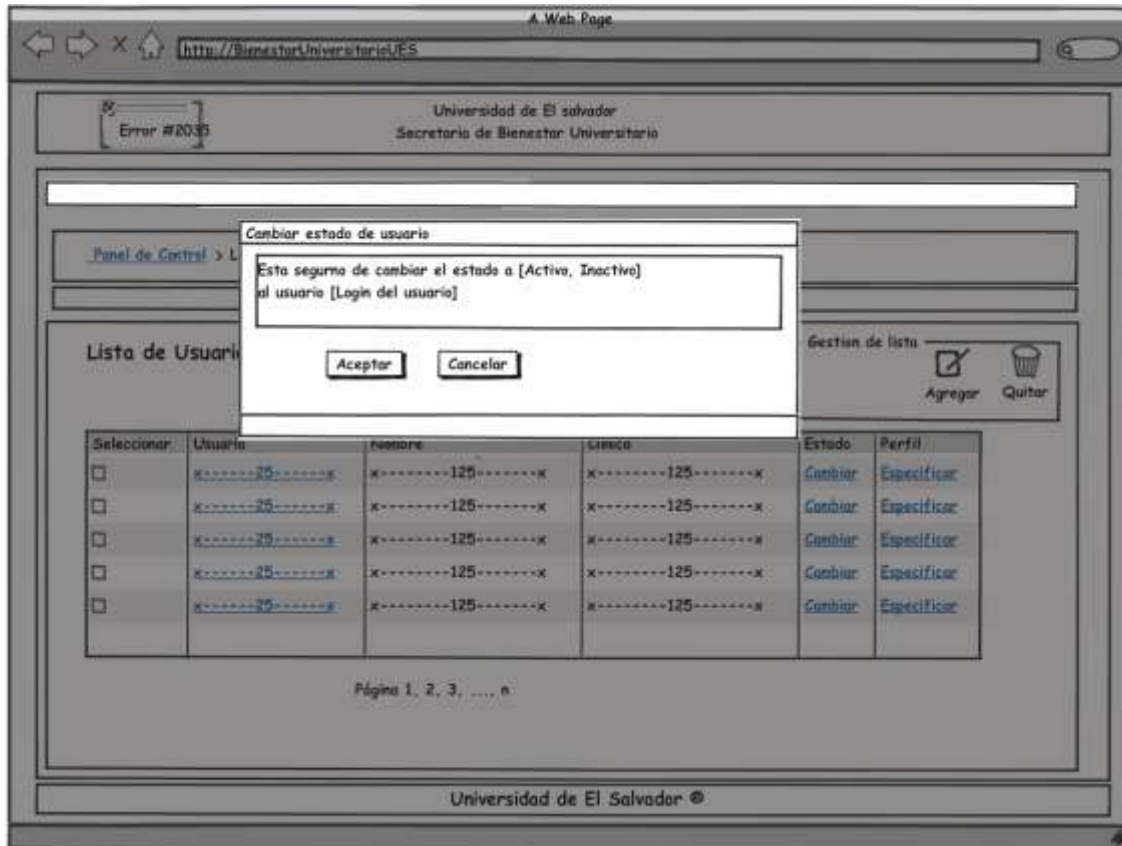 A Web Page
http://BienestarUniversitarioUES
Error #2035
Universidad de El salvador
Secretaria de Bienestar Universitario
Cambiar estado de usuario
Panel de Control > L
Esta segurno de cambiar el estado a [Activo, Inactivo]
al usuario [Login del usuario]
Aceptar Cancelar
Lista de Usuari
Gestion de lista
Agregar Quitar
Seleccionar Usuario Nombre Clinica Estado Perfil
x------25------x x--------125-------x x--------125-------x Cambiar Especificar
x------25------x x--------125-------x x--------125-------x Cambiar Especificar
x------25------x x--------125-------x x--------125-------x Cambiar Especificar
x------25------x x--------125-------x x--------125-------x Cambiar Especificar
x------25------x x--------125-------x x--------125-------x Cambiar Especificar
Página 1, 2, 3, ...., n
Universidad de El Salvador ®